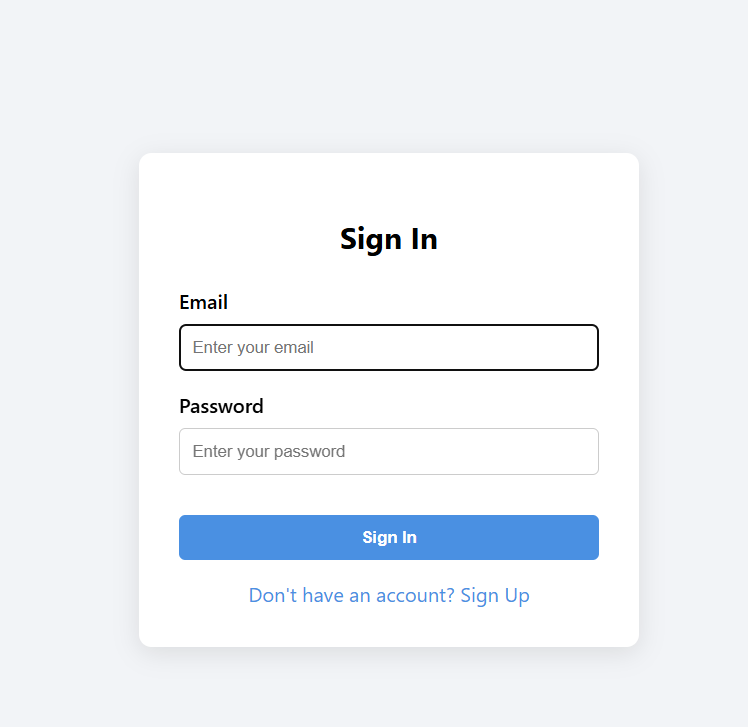 Sign In
Email
Enter your email
Password
Enter your password
Sign In
Don't have an account? Sign Up